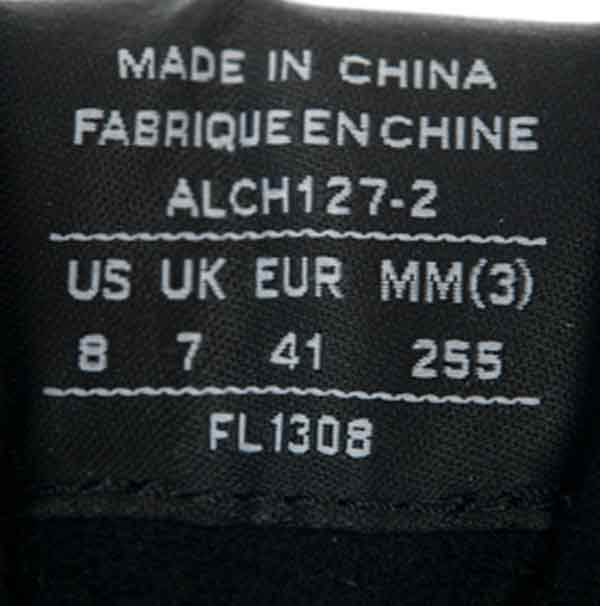 MADE IN CHINA
FABRIQUE EN CHINE
ALCH127-2
US UK EUR MM(3)
8 7 41 255
FL1308